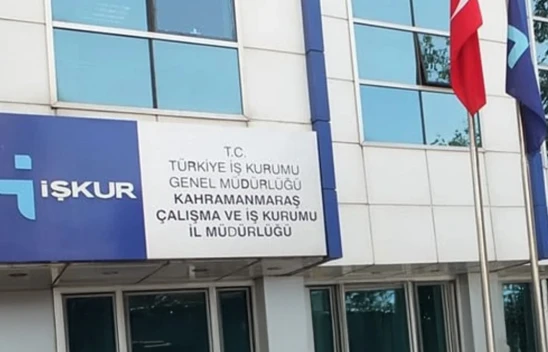 İŞKUR
T.C.
TÜRKİYE İŞ KURUMU
GENEL MÜDÜRLÜĞÜ
KAHRAMANMARAŞ
ÇALIŞMA VE İŞ KURUMU
İL MÜDÜRLÜĞÜ